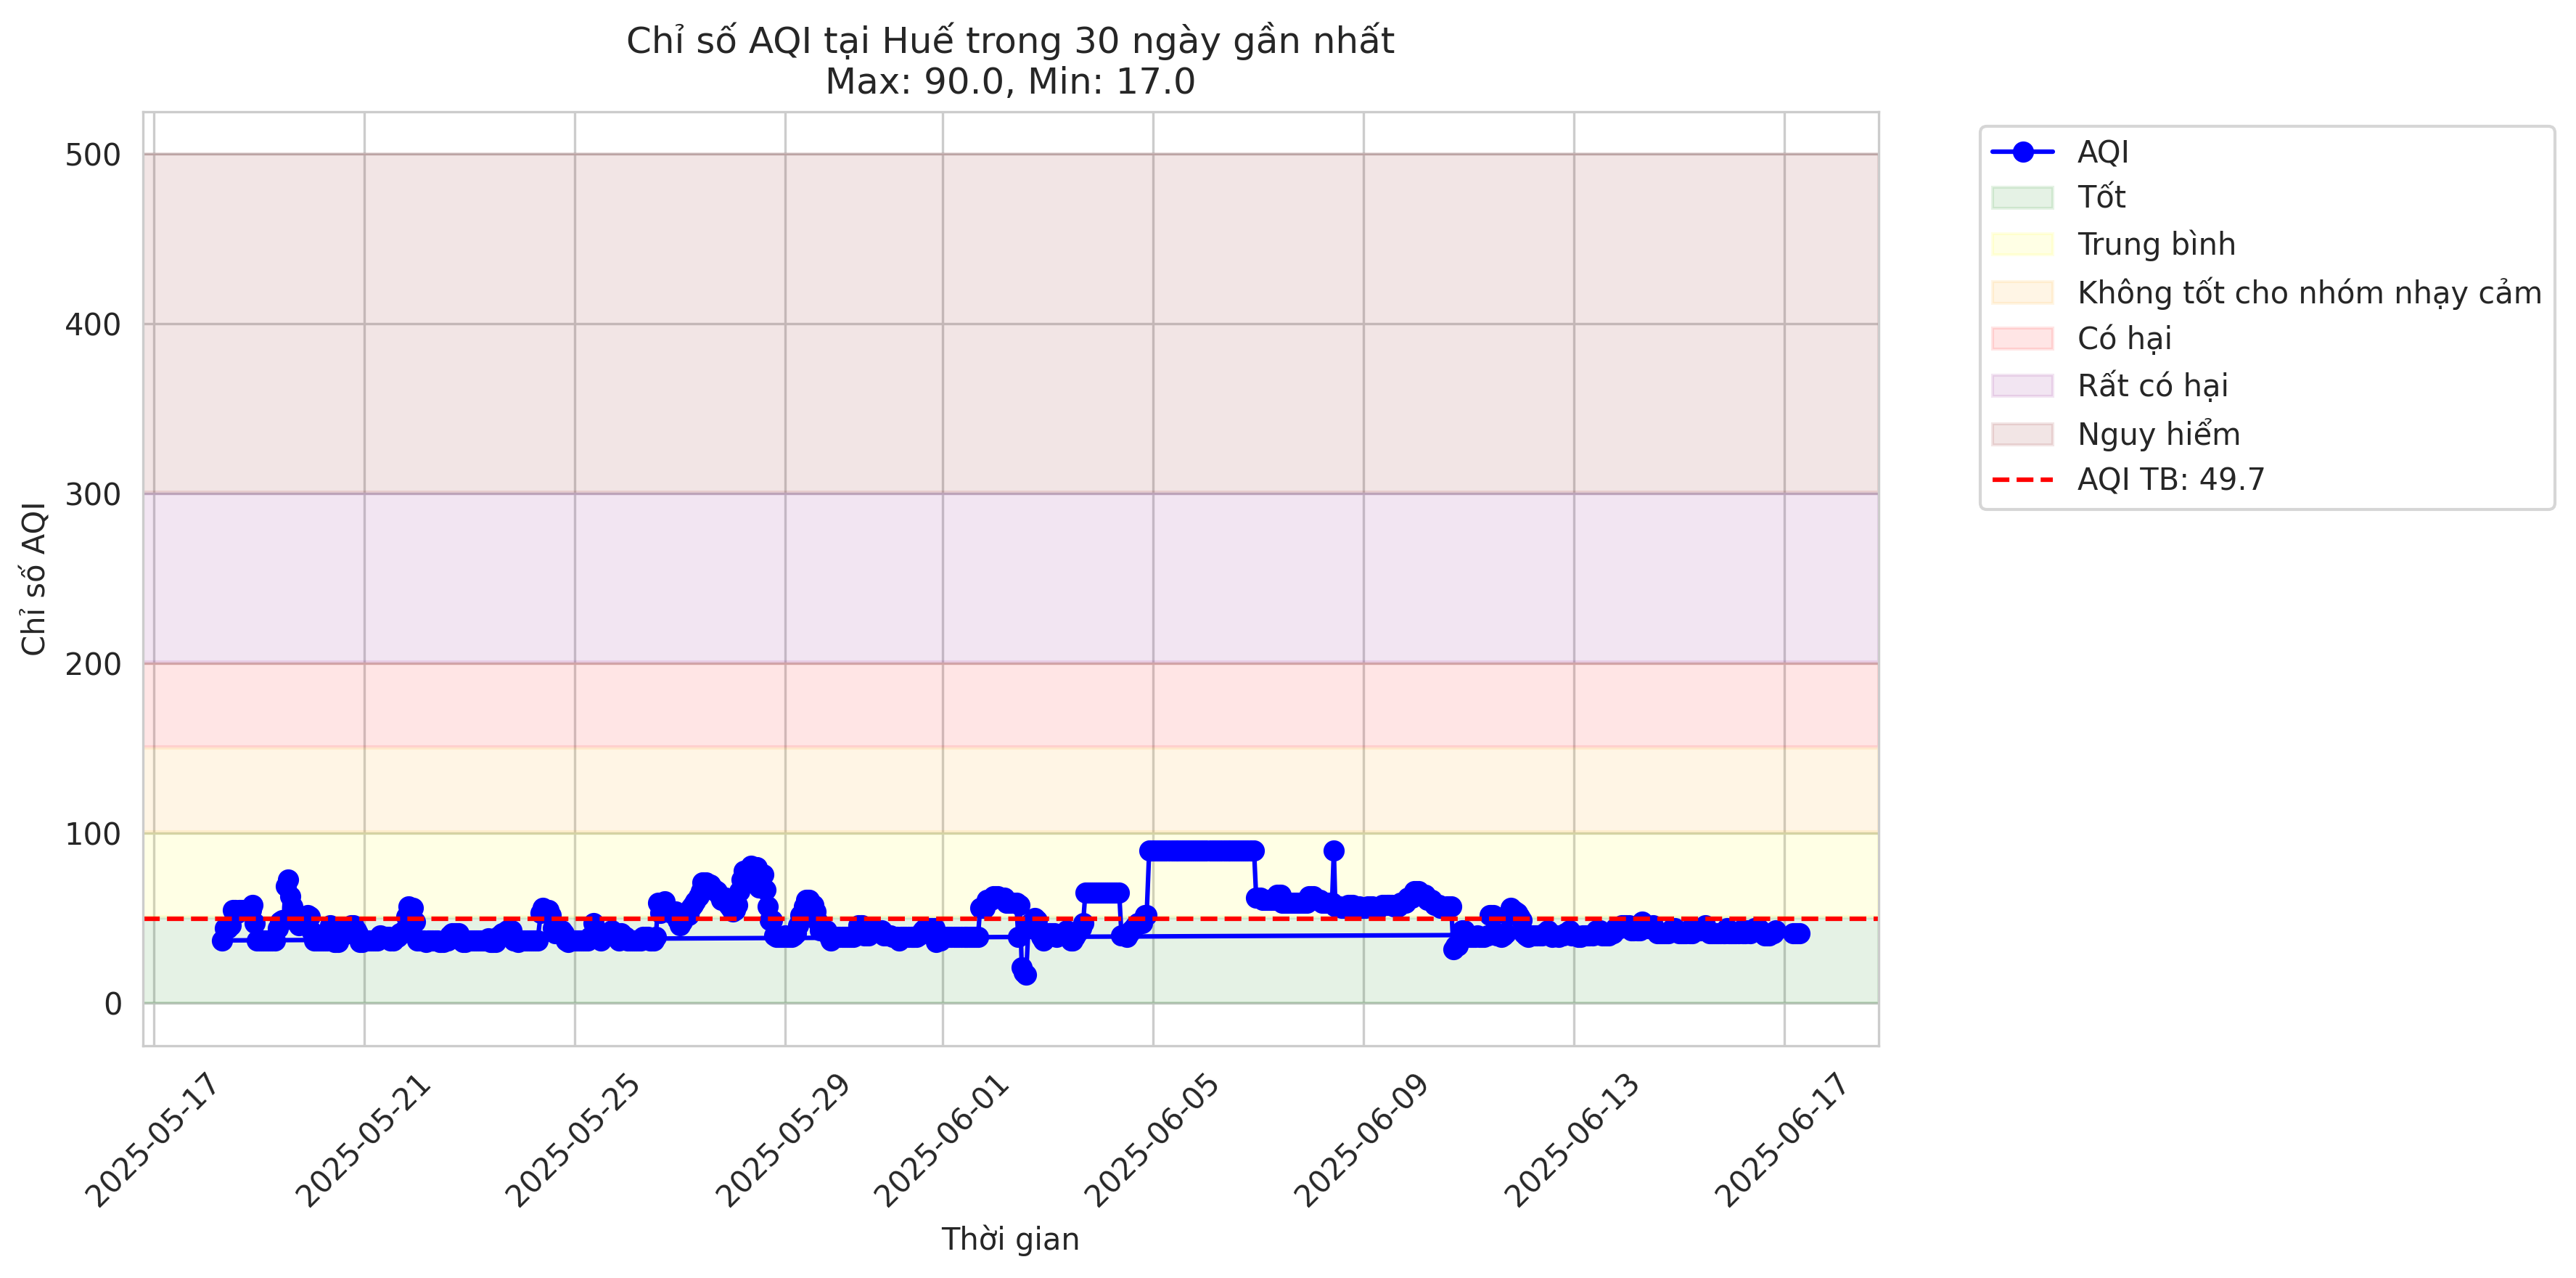 Chỉ số AQI tại Huế trong 30 ngày gần nhất
Max: 90.0, Min: 17.0
Chỉ số AQI
500
400
300
200
100
0
2025-05-17
2025-05-21
2025-05-25
2025-05-29
2025-06-01
2025-06-05
2025-06-09
2025-06-13
2025-06-17
Thời gian
AQI
Tốt
Trung bình
Không tốt cho nhóm nhạy cảm
Có hại
Rất có hại
Nguy hiểm
AQI TB: 49.7